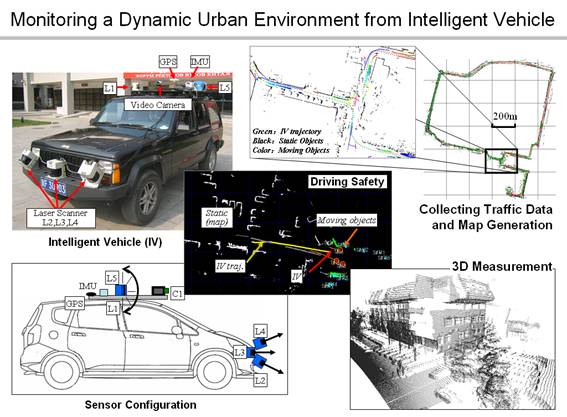 Monitoring a Dynamic Urban Environment from Intelligent Vehicle
GPS IMU
L1
L5
Video Camera
Laser Scanner
L2,L3,L4
Intelligent Vehicle (IV)
Green: IV trajectory
Black: Static Objects
Color: Moving Objects
200m
Collecting Traffic Data
and Map Generation
Driving Safety
Static
(map)
Moving objects
IV traj.
IV
3D Measurement
L5
IMU
C1
GPS
L1
L4
L3
L2
Sensor Configuration